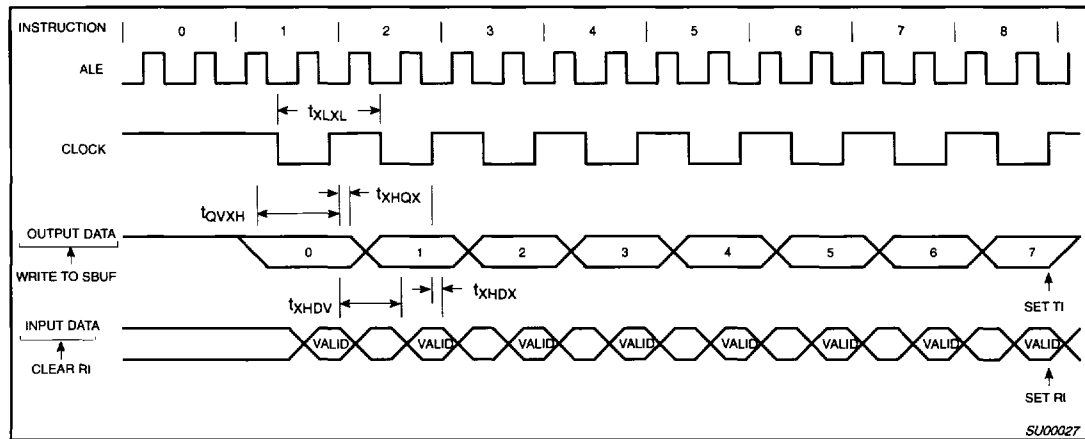 INSTRUCTION 0 1 2 3 4 5 6 7 8
ALE
tXLXL
CLOCK
tXHQX
tQVXH
OUTPUT DATA 0 1 2 3 4 5 6 7
WRITE TO SBUF
tXHDV tXHDX
SET TI
INPUT DATA VALID VALID VALID VALID VALID VALID VALID VALID
CLEAR RI
SET RI
SU00027